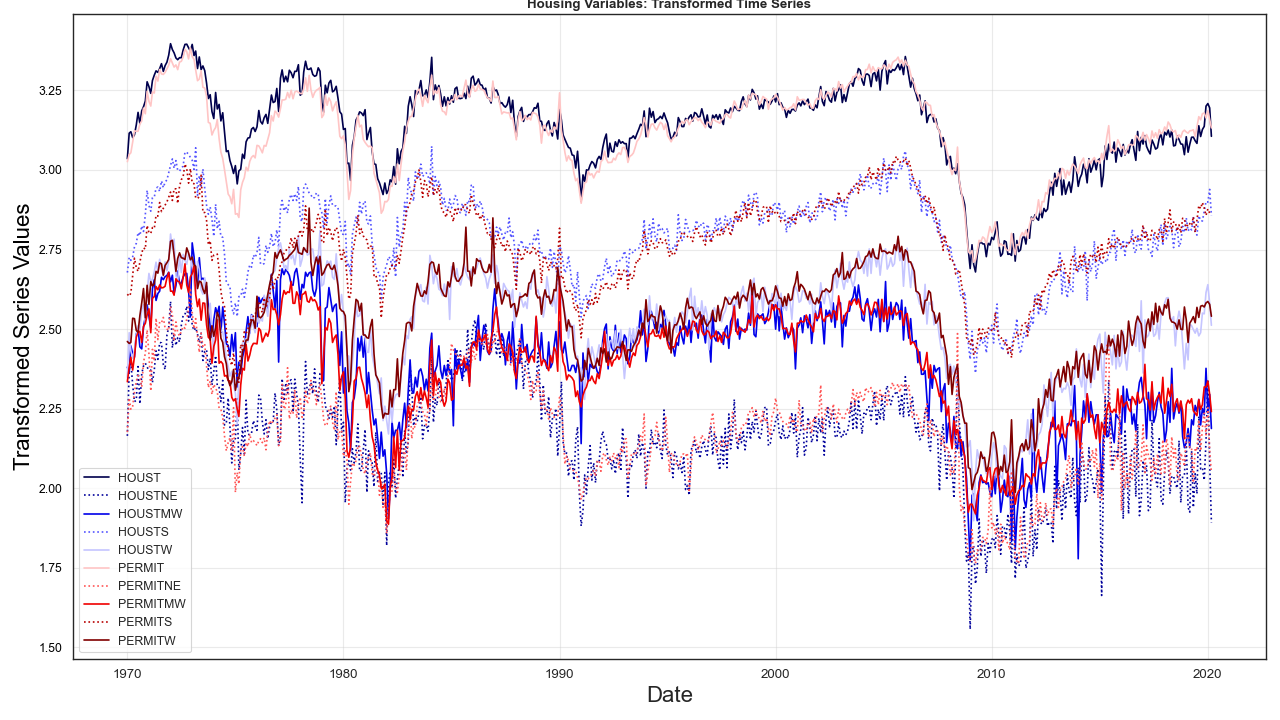 Housing Variables: Transformed Time Series
Transformed Series Values
3.25
3.00
2.75
2.50
2.25
2.00
1.75
1.50
HOUST
HOUSTNE
HOUSTMW
HOUSTS
HOUSTW
PERMIT
PERMITNE
PERMITMW
PERMITS
PERMITW
1970 1980 1990 2000 2010 2020
Date